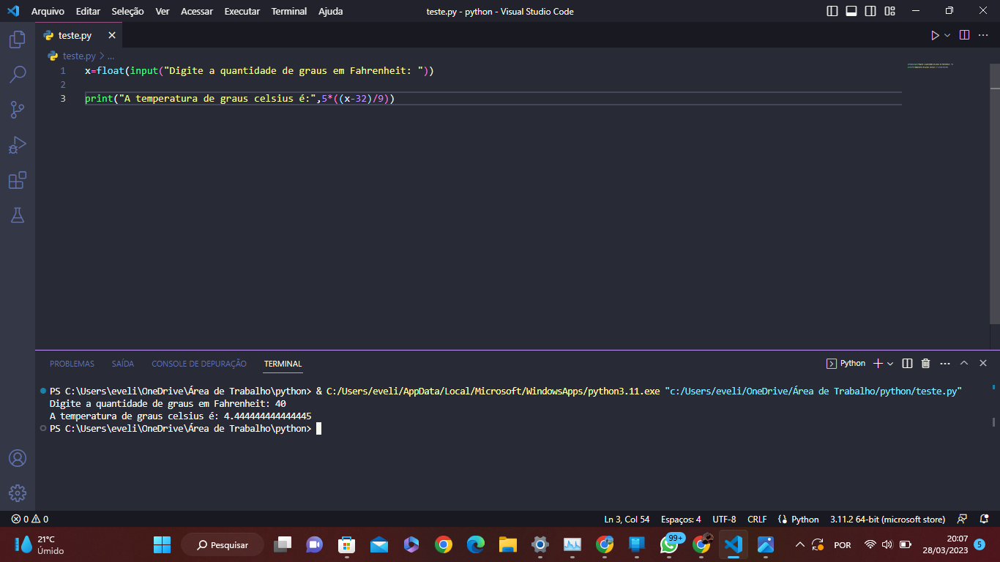 Arquivo Editar Seleção Ver Acessar Executar Terminal Ajuda teste.py - python - Visual Studio Code
teste.py
teste.py > ...
1 x=float(input("Digite a quantidade de graus em Fahrenheit: "))
2
3 print("A temperatura de graus celsius é:",5*((x-32)/9))
PROBLEMAS SAÍDA CONSOLE DE DEPURAÇÃO TERMINAL Python
PS C:\Users\eveli\OneDrive\Área de Trabalho\python> & C:/Users/eveli/AppData/Local/Microsoft/WindowsApps/python3.11.exe "c:/Users/eveli/OneDrive/Área de Trabalho/python/teste.py"
Digite a quantidade de graus em Fahrenheit: 40
A temperatura de graus celsius é: 4.444444444444445
PS C:\Users\eveli\OneDrive\Área de Trabalho\python>
0 0 Ln 3, Col 54 Espaços: 4 UTF-8 CRLF Python 3.11.2 64-bit (microsoft store)
21°C
Úmido
Pesquisar
99+
POR
20:07
28/03/2023
5